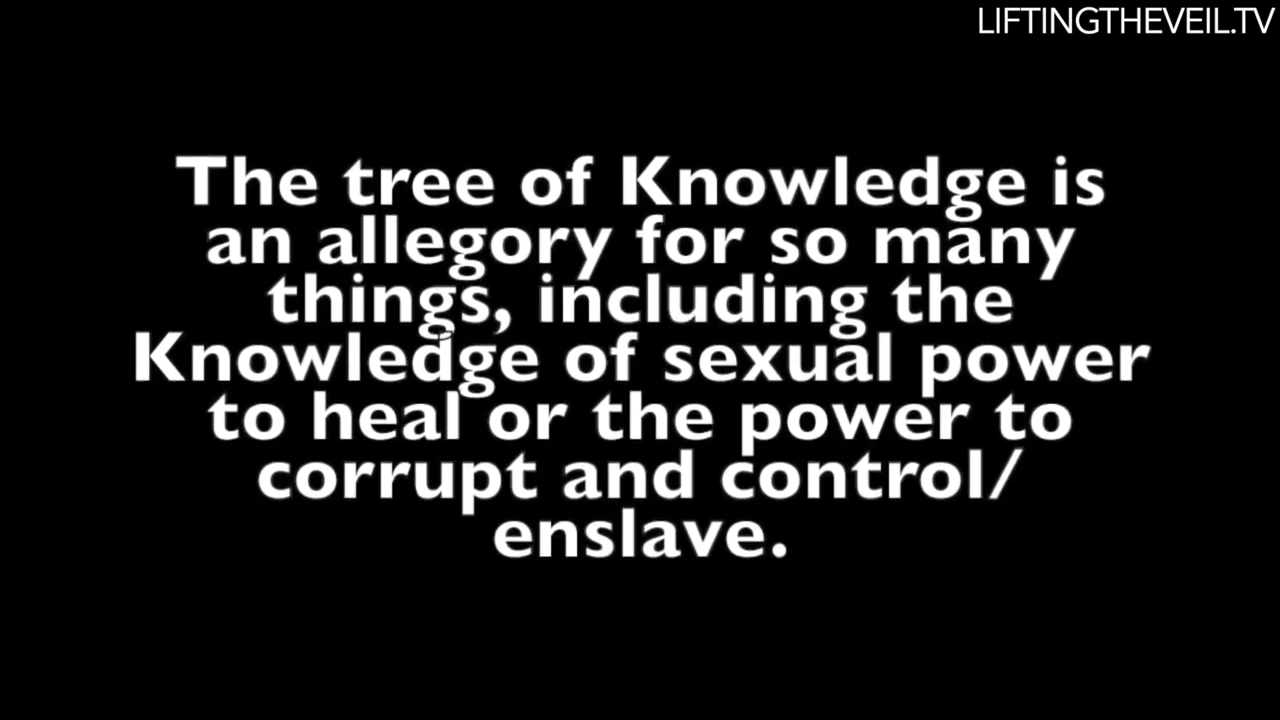 LIFTINGTHEVEIL.TV
The tree of Knowledge is
an allegory for so many
things, including the
Knowledge of sexual power
to heal or the power to
corrupt and control/
enslave.